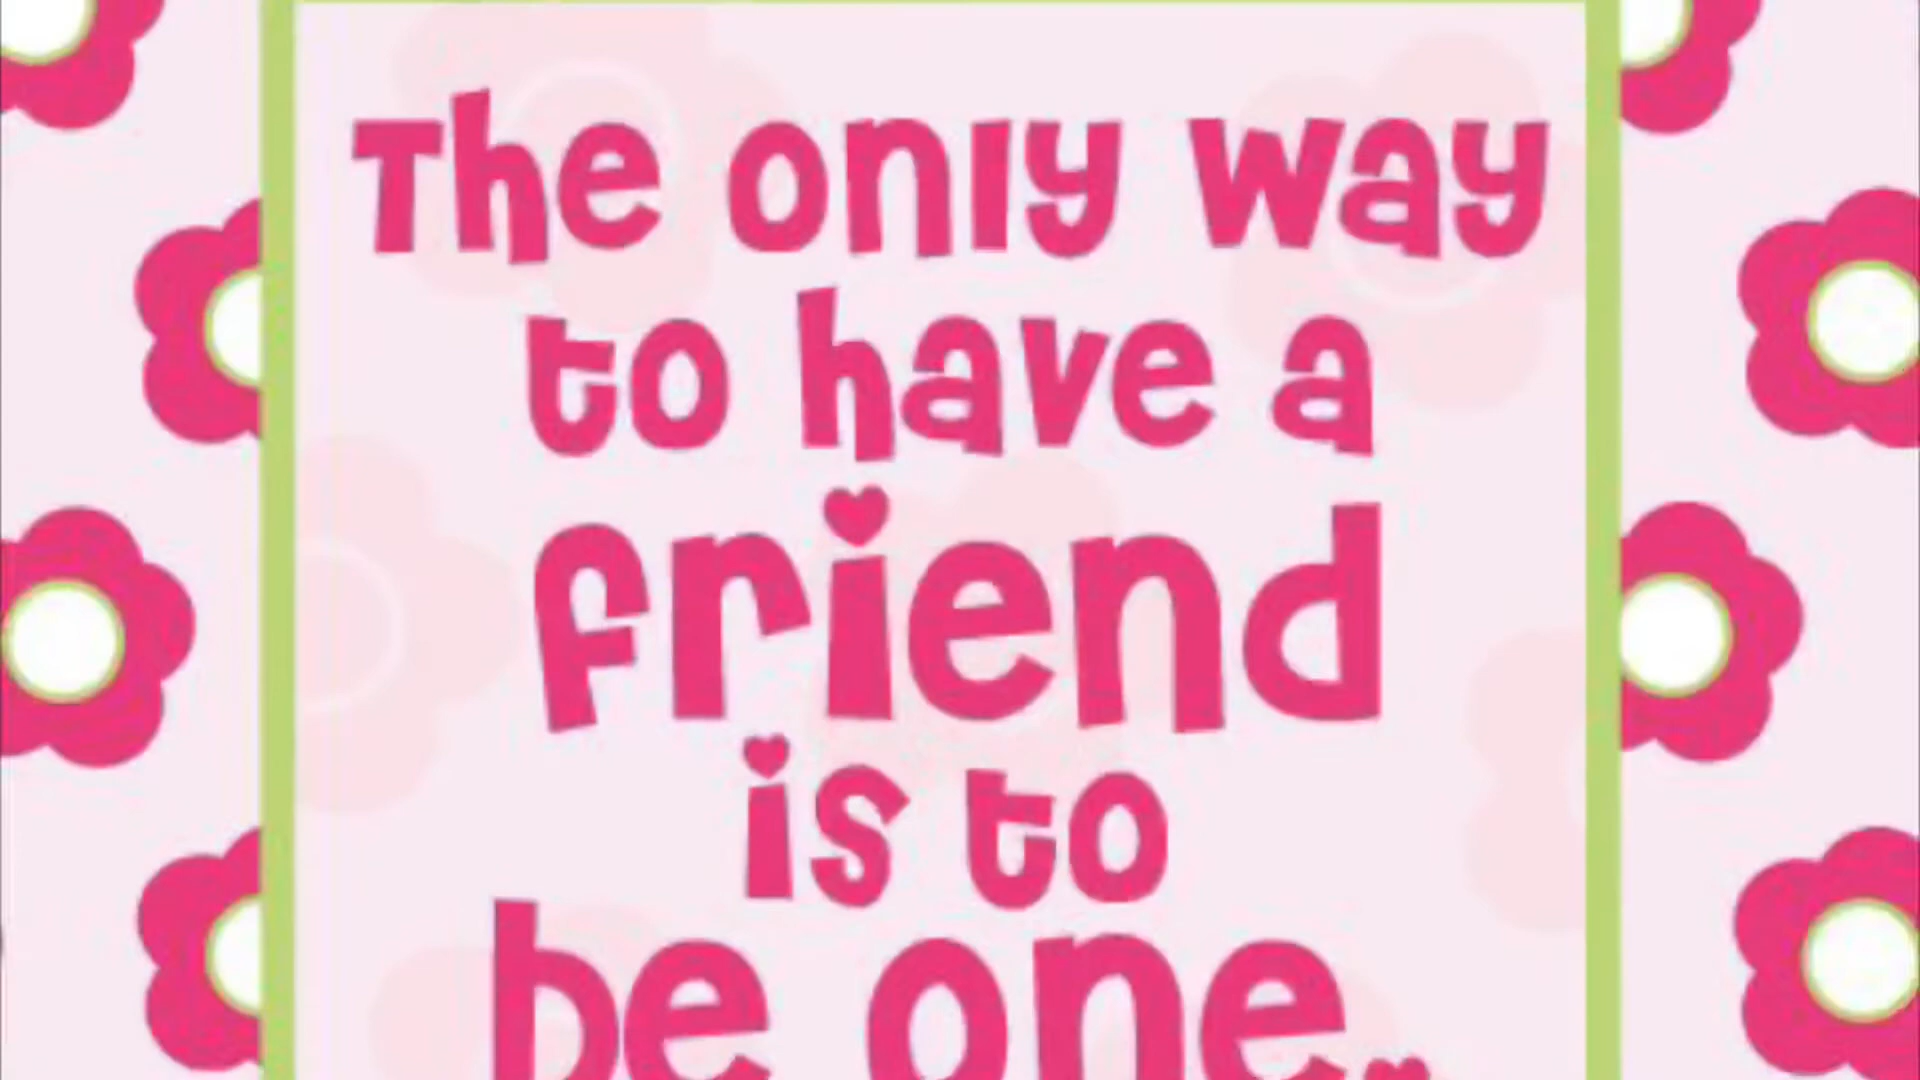 The only way
to have a
friend
is to
be one.